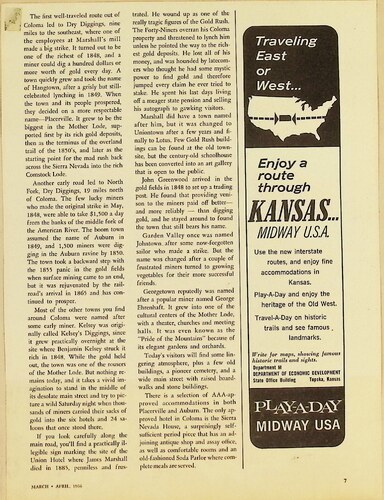 The first well-traveled route out of
Coloma led to Dry Diggings, nine
miles to the southeast, where one of
the employees at Marshall's mill
made a big strike. It turned out to be
one of the richest of 1848, and a
miner could dig a hundred dollars or
more worth of gold every day. A
town quickly grew and took the name
of Hangtown, after a grisly but still-
celebrated lynching in 1849. When
the town and its people prospered,
they decided on a more respectable
name—Placerville. It grew to be the
biggest in the Mother Lode, sup-
ported first by its rich gold deposits,
then as the terminus of the overland
trail of the 1850's, and later as the
starting point for the mad rush back
across the Sierra Nevada into the rich
Comstock Lode.
Another early road led to North
Fork, Dry Diggings, 19 miles north
of Coloma. The few lucky miners
who made the original strike in May,
1848, were able to take $1,500 a day
from the banks of the middle fork of
the American River. The boom town
assumed the name of Auburn in
1849, and 1,500 miners were dig-
ging in the Auburn ravine by 1850.
The town took a backward step with
the 1855 panic in the gold fields
when surface mining came to an end,
but it was rejuvenated by the rail-
road's arrival in 1865 and has con-
tinued to prosper.
Most of the other towns you find
around Coloma were named after
some early miner. Kelsey was origi-
nally called Kelsey's Diggings, since
it grew practically overnight at the
site where Benjamin Kelsey struck it
rich in 1848. While the gold held
out, the town was one of the rowdiest
of the Mother Lode. But nothing re-
mains today, and it takes a vivid im-
agination to stand in the middle of
its desolate main street and try to pic-
ture a wild Saturday night when thou-
sands of miners carried their sacks of
gold into the six hotels and 24 sa-
loons that once stood there.
If you look carefully along the
main road, you'll find a practically il-
legible sign marking the site of the
Union Hotel where James Marshall
died in 1885, penniless and frus-
trated. He wound up as one of the
really tragic figures of the Gold Rush.
The Forty-Niners overran his Coloma
property and threatened to lynch him
unless he pointed the way to the rich-
est gold deposits. He lost all of his
money, and was hounded by latecom-
ers who thought he had some mystic
power to find gold and therefore
jumped every claim he ever tried to
stake. He spent his last days living
off a meager state pension and selling
his autograph to gawking visitors.
Marshall did have a town named
after him, but it was changed to
Uniontown after a few years and fi-
nally to Lotus. Few Gold Rush build-
ings can be found at the old town
site, but the century-old schoolhouse
has been converted into an art gallery
that is open to the public.
John Greenwood arrived in the
gold fields in 1848 to set up a trading
post. He found that providing ven-
ison to the miners paid off better—
and more reliably — than digging
gold, and he stayed around to found
the town that still bears his name.
Garden Valley once was named
Johntown, after some now-forgotten
sailor who made a strike. But the
name was changed after a couple of
frustrated miners turned to growing
vegetables for their more successful
friends.
Georgetown reputedly was named
after a popular miner named George
Threshalt. It grew into one of the
cultured centers of the Mother Lode,
with a theater, churches and meeting
halls. It was even known as the
"Pride of the Mountain" because of
its elegant gardens and orchards.
Today's visitors will find some lin-
gering atmosphere, plus a few old
buildings, a pioneer cemetery, and a
wide main street with raised board-
walks and stone buildings.
There is a selection of AAA-ap-
proved accommodations in both
Placerville and Auburn. The only ap-
proved hotel in Coloma is the Sierra
Nevada House, a surprisingly self-
sufficient period piece that has an ad-
joining antique shop and assay office,
as well as comfortable rooms and an
old-fashioned Soda Parlor where com-
plete meals are served.
Traveling
East
or
West...
Enjoy a
route
through
KANSAS...
MIDWAY U.S.A.
Use the new interstate
routes, and enjoy fine
accommodations in
Kansas.
Play-A-Day and enjoy the
heritage of the Old West.
Travel-A-Day on historic
trails and see famous
landmarks.
Write for maps, showing famous
historic trails and sights.
Department M
DEPARTMENT OF ECONOMIC DEVELOPMENT
State Office Building Topeka, Kansas
PLAY-A-DAY
MIDWAY USA
MARCH - APRIL,
7